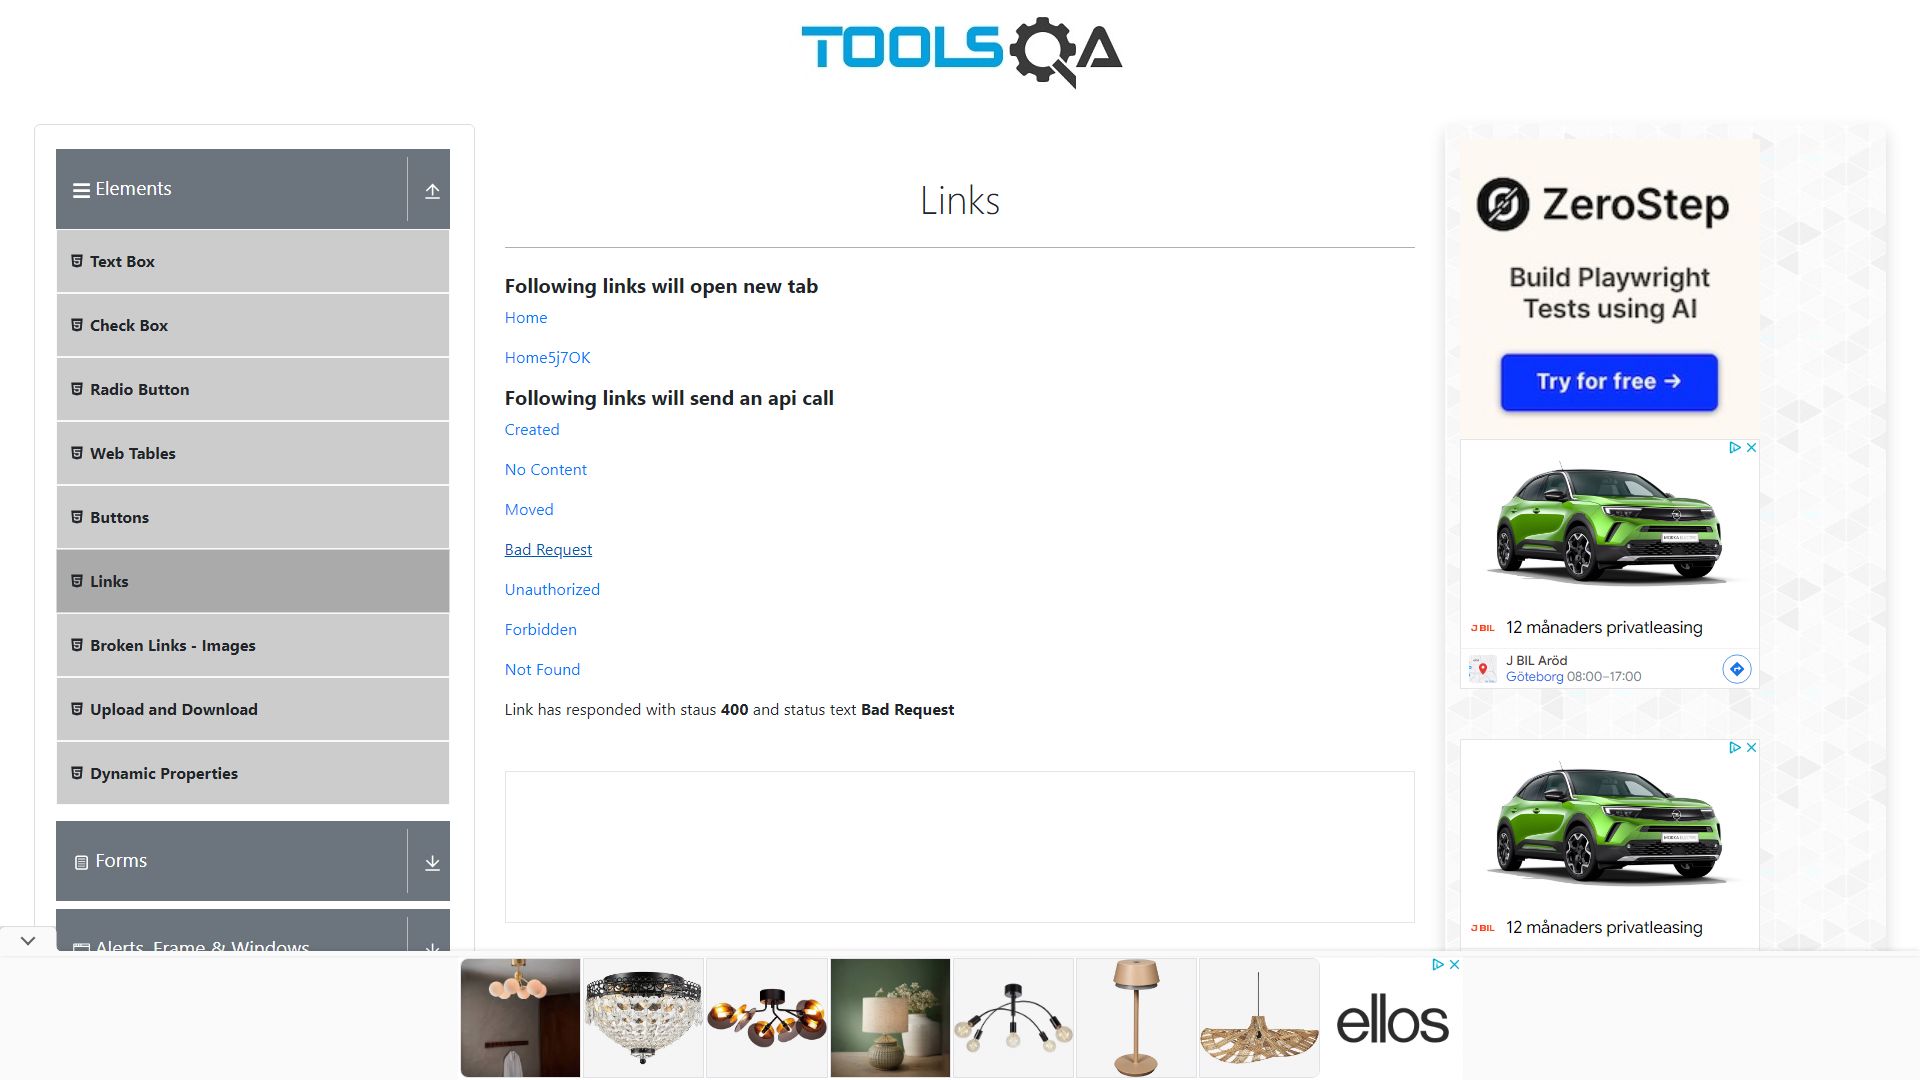 TOOLSQA
Elements
Text Box
Check Box
Radio Button
Web Tables
Buttons
Links
Broken Links - Images
Upload and Download
Dynamic Properties
Forms
Alerts, Frame & Windows
Links
Following links will open new tab
Home
Home5j7OK
Following links will send an api call
Created
No Content
Moved
Bad Request
Unauthorized
Forbidden
Not Found
Link has responded with staus 400 and status text Bad Request
ZeroStep
Build Playwright
Tests using AI
Try for free →
J BIL 12 månaders privatleasing
J BIL Aröd
Göteborg 08:00–17:00
J BIL 12 månaders privatleasing
ellos